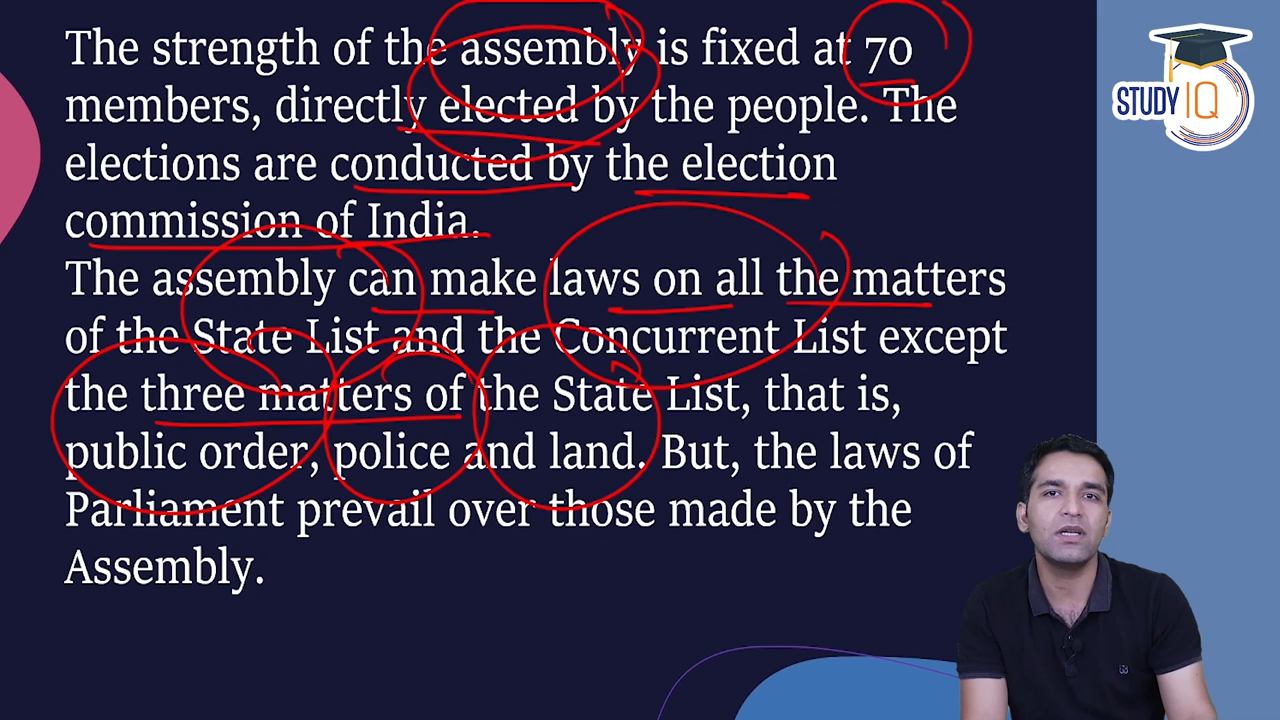 The strength of the assembly is fixed at 70
members, directly elected by the people. The
elections are conducted by the election
commission of India.
The assembly can make laws on all the matters
of the State List and the Concurrent List except
the three matters of the State List, that is,
public order, police and land. But, the laws of
Parliament prevail over those made by the
Assembly.
STUDY IQ